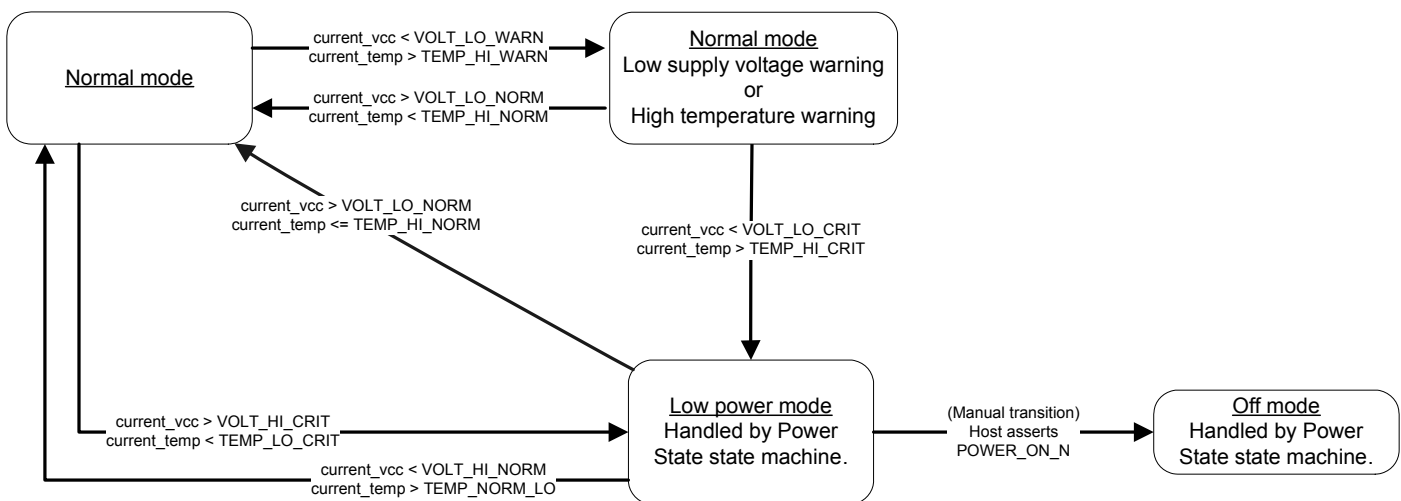 Normal mode
current_vcc < VOLT_LO_WARN
current_temp > TEMP_HI_WARN
current_vcc > VOLT_LO_NORM
current_temp < TEMP_HI_NORM
Normal mode
Low supply voltage warning
or
High temperature warning
current_vcc > VOLT_LO_NORM
current_temp <= TEMP_HI_NORM
current_vcc < VOLT_LO_CRIT
current_temp > TEMP_HI_CRIT
current_vcc > VOLT_HI_CRIT
current_temp < TEMP_LO_CRIT
current_vcc < VOLT_HI_NORM
current_temp > TEMP_NORM_LO
Low power mode
Handled by Power
State state machine.
(Manual transition)
Host asserts
POWER_ON_N
Off mode
Handled by Power
State state machine.